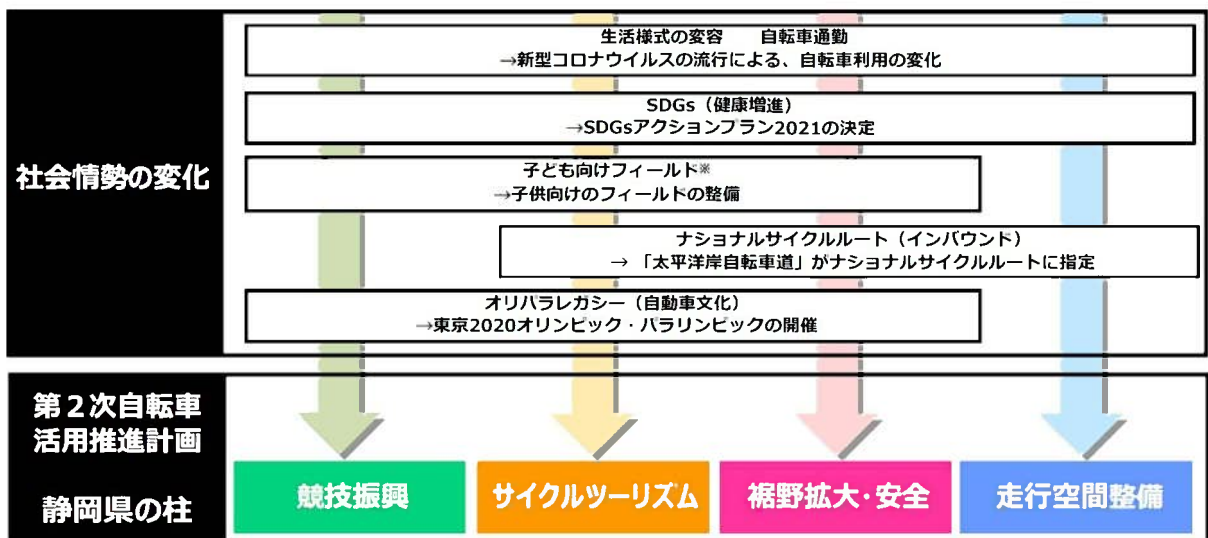 社会情勢の変化
生活様式の変容　　自転車通勤
→新型コロナウイルスの流行による、自転車利用の変化
SDGs（健康増進）
→SDGsアクションプラン2021の決定
子ども向けフィールド※
→子供向けのフィールドの整備
ナショナルサイクルルート（インバウンド）
→ 「太平洋岸自転車道」がナショナルサイクルルートに指定
オリパラレガシー（自動車文化）
→東京2020オリンピック・パラリンピックの開催
第２次自転車
活用推進計画
静岡県の柱
競技振興
サイクルツーリズム
裾野拡大・安全
走行空間整備